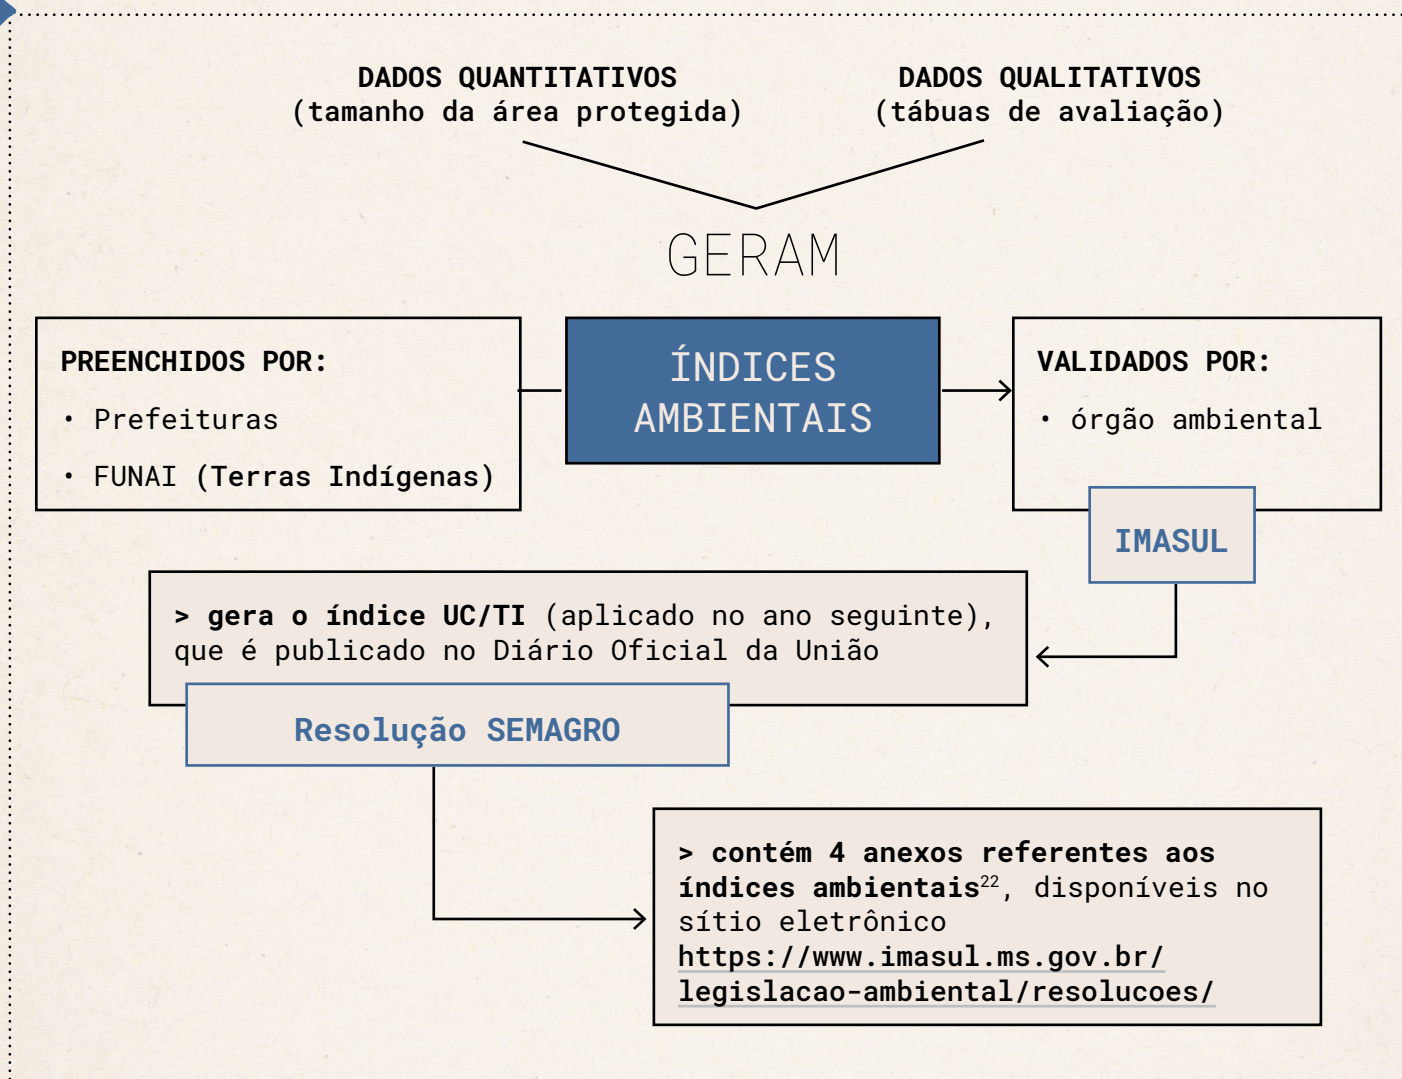 DADOS QUANTITATIVOS
(tamanho da área protegida)
DADOS QUALITATIVOS
(tábuas de avaliação)
GERAM
PREENCHIDOS POR:
• Prefeituras
• FUNAI (Terras Indígenas)
ÍNDICES
AMBIENTAIS
VALIDADOS POR:
• órgão ambiental
IMASUL
> gera o índice UC/TI (aplicado no ano seguinte),
que é publicado no Diário Oficial da União
Resolução SEMAGRO
> contém 4 anexos referentes aos
índices ambientais²², disponíveis no
sítio eletrônico
https://www.imasul.ms.gov.br/
legislacao-ambiental/resolucoes/